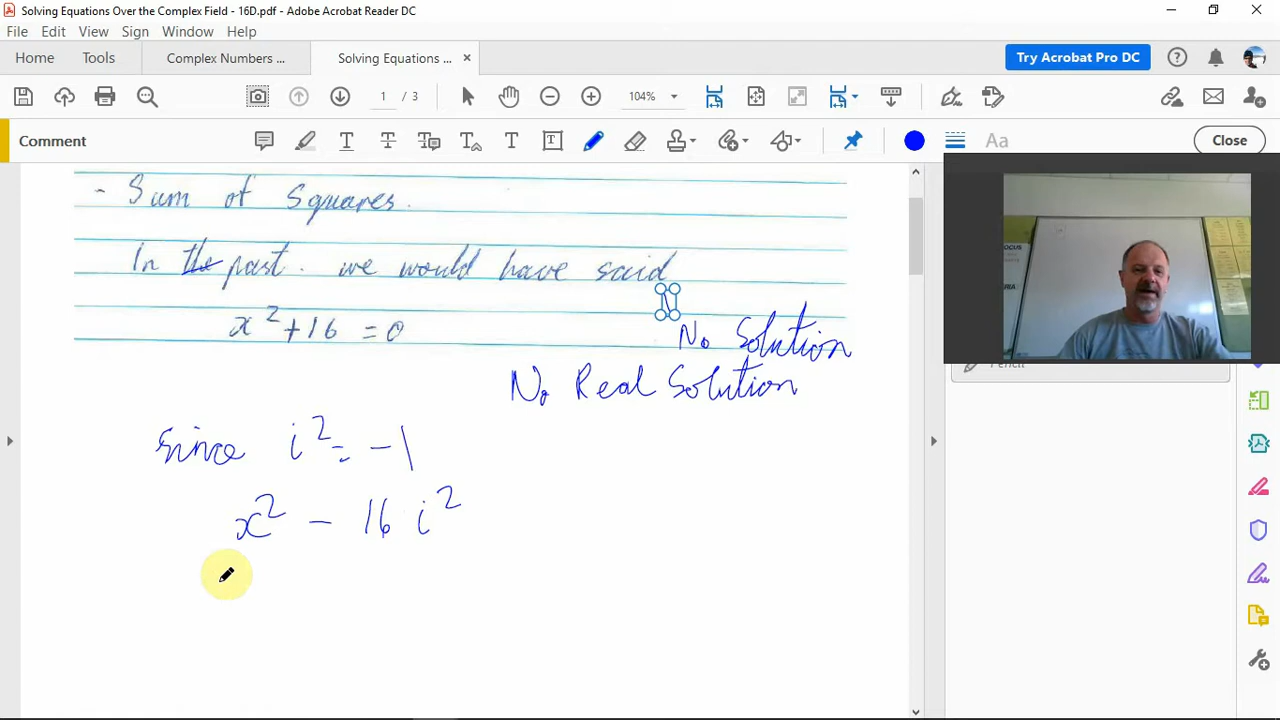 Solving Equations Over the Complex Field - 16D.pdf - Adobe Acrobat Reader DC
File Edit View Sign Window Help
Home Tools Complex Numbers ... Solving Equations ... ×
Try Acrobat Pro DC
1 / 3 104%
Comment
Aa
Close
- Sum of Squares.
In the past. we would have said
x² + 16 = 0
No Solution
No Real Solution
since i² = -1
x² - 16 i²
Pencil